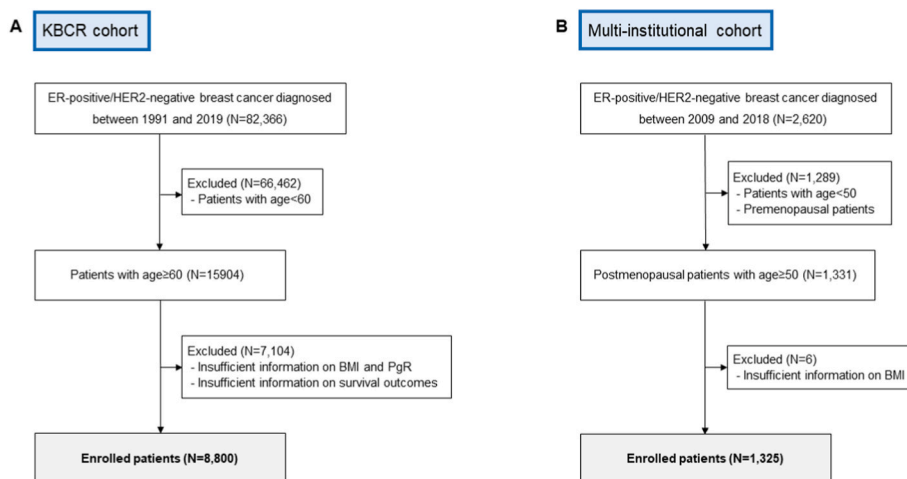 A KBCR cohort
ER-positive/HER2-negative breast cancer diagnosed
between 1991 and 2019 (N=82,366)
Excluded (N=66,462)
- Patients with age<60
Patients with age≥60 (N=15904)
Excluded (N=7,104)
- Insufficient information on BMI and PgR
- Insufficient information on survival outcomes
Enrolled patients (N=8,800)
B Multi-institutional cohort
ER-positive/HER2-negative breast cancer diagnosed
between 2009 and 2018 (N=2,620)
Excluded (N=1,289)
- Patients with age<50
- Premenopausal patients
Postmenopausal patients with age≥50 (N=1,331)
Excluded (N=6)
- Insufficient information on BMI
Enrolled patients (N=1,325)